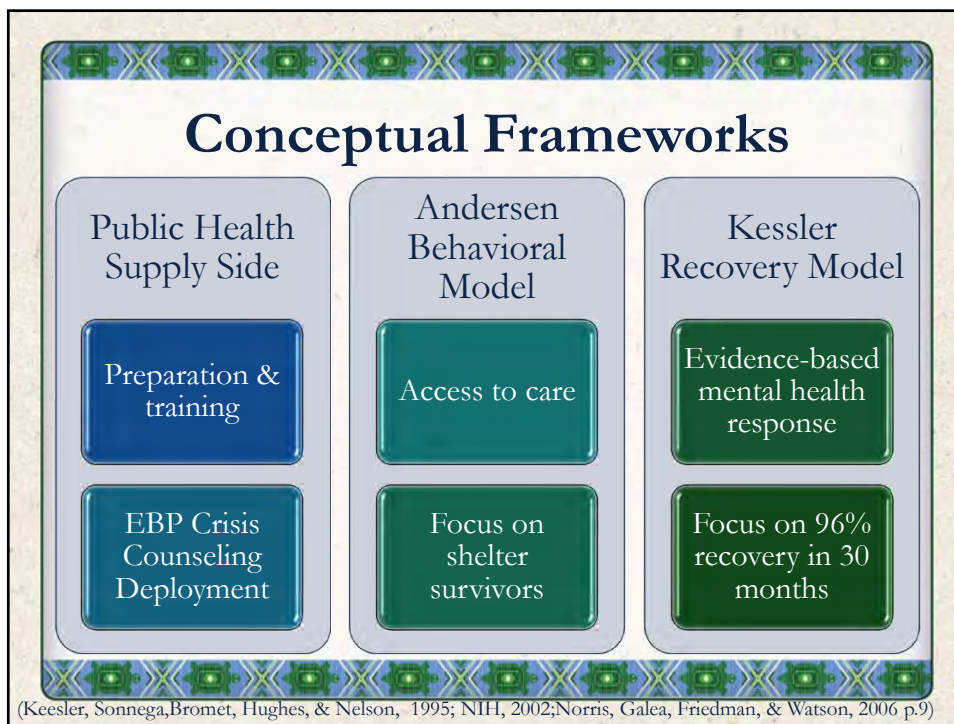 Conceptual Frameworks
Public Health
Supply Side
Preparation &
training
EBP Crisis
Counseling
Deployment
Andersen
Behavioral
Model
Access to care
Focus on
shelter
survivors
Kessler
Recovery Model
Evidence-based
mental health
response
Focus on 96%
recovery in 30
months
(Keesler, Sonnega,Bromet, Hughes, & Nelson, 1995; NIH, 2002;Norris, Galea, Friedman, & Watson, 2006 p.9)